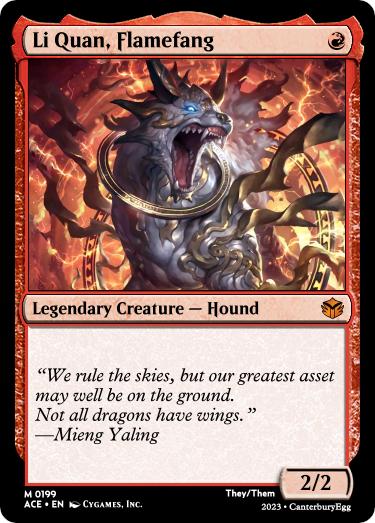 Li Quan, Flamefang
Legendary Creature — Hound
“We rule the skies, but our greatest asset
may well be on the ground.
Not all dragons have wings.”
—Mieng Yaling
2/2
M 0199
ACE • EN Cygames, Inc.
They/Them
2023 • CanterburyEgg